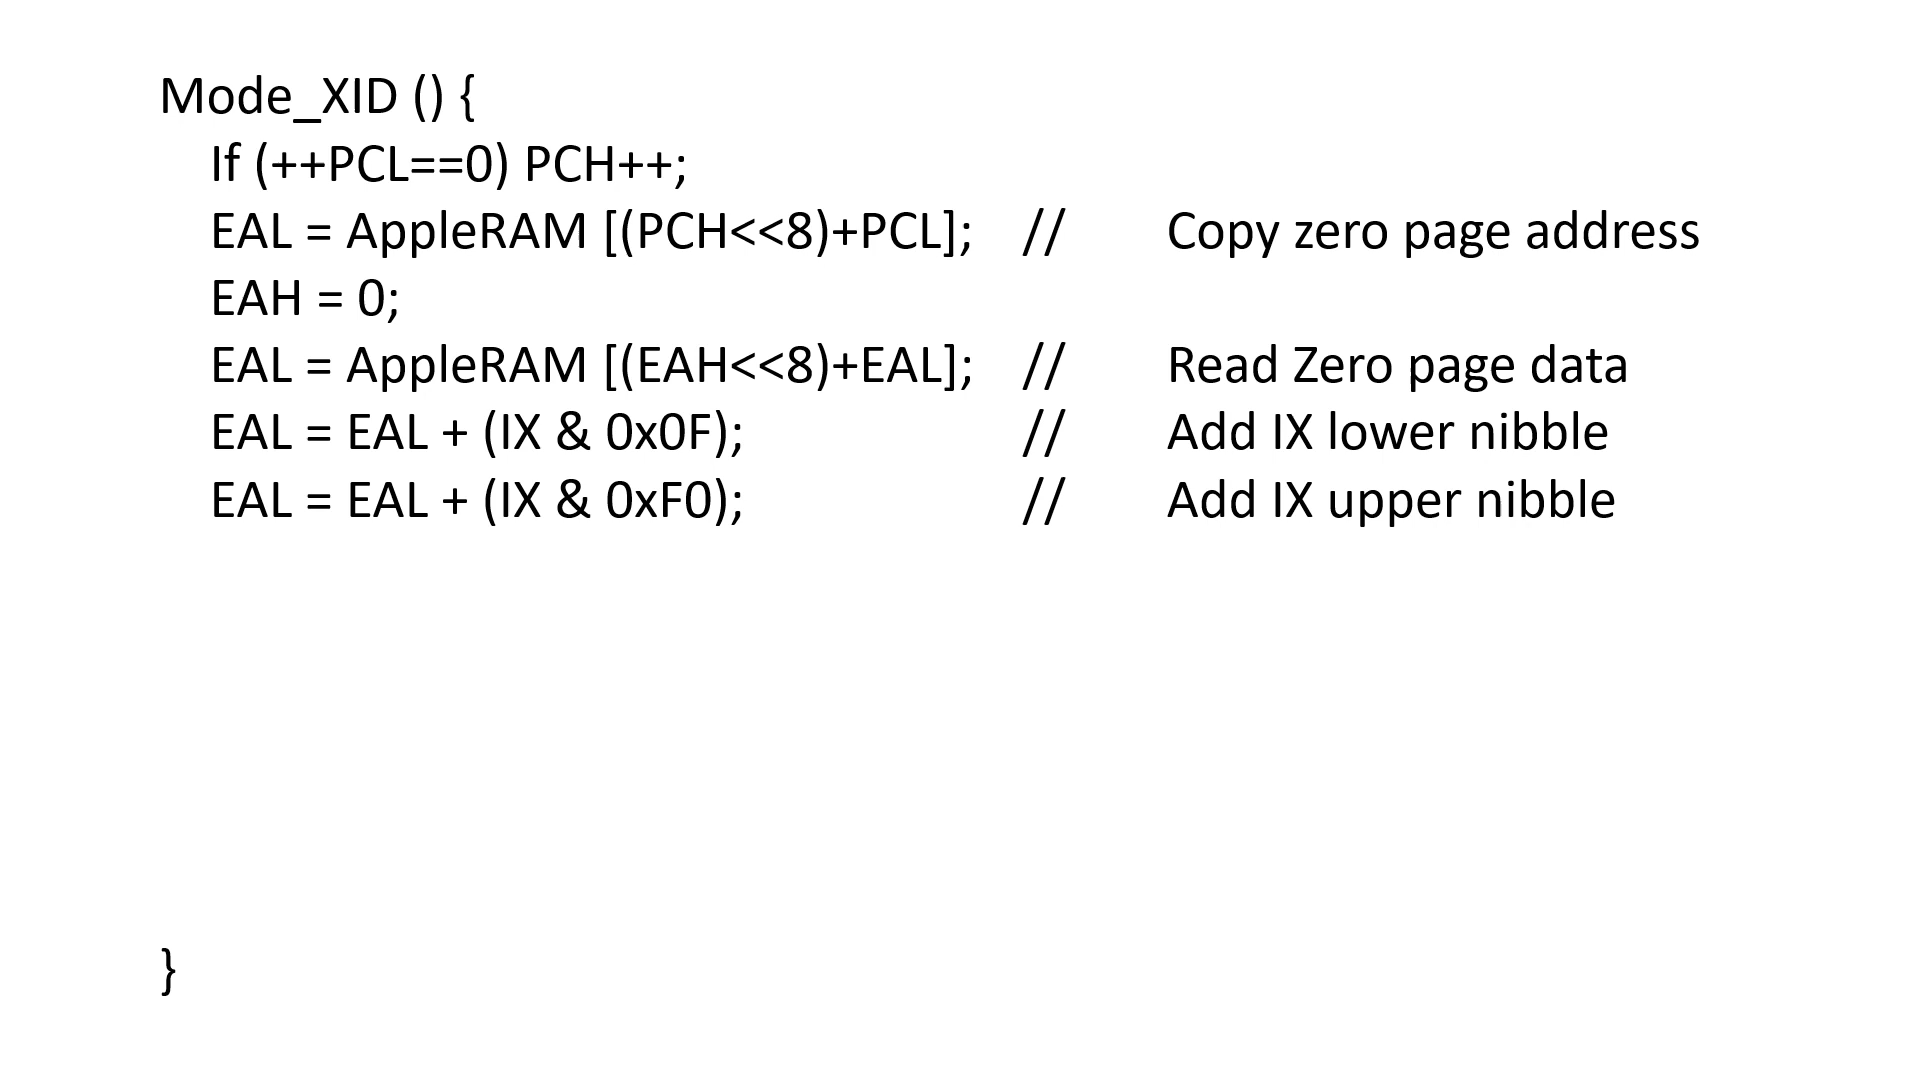 Mode_XID () {
If (++PCL==0) PCH++;
EAL = AppleRAM [(PCH<<8)+PCL]; // Copy zero page address
EAH = 0;
EAL = AppleRAM [(EAH<<8)+EAL]; // Read Zero page data
EAL = EAL + (IX & 0x0F); // Add IX lower nibble
EAL = EAL + (IX & 0xF0); // Add IX upper nibble
}